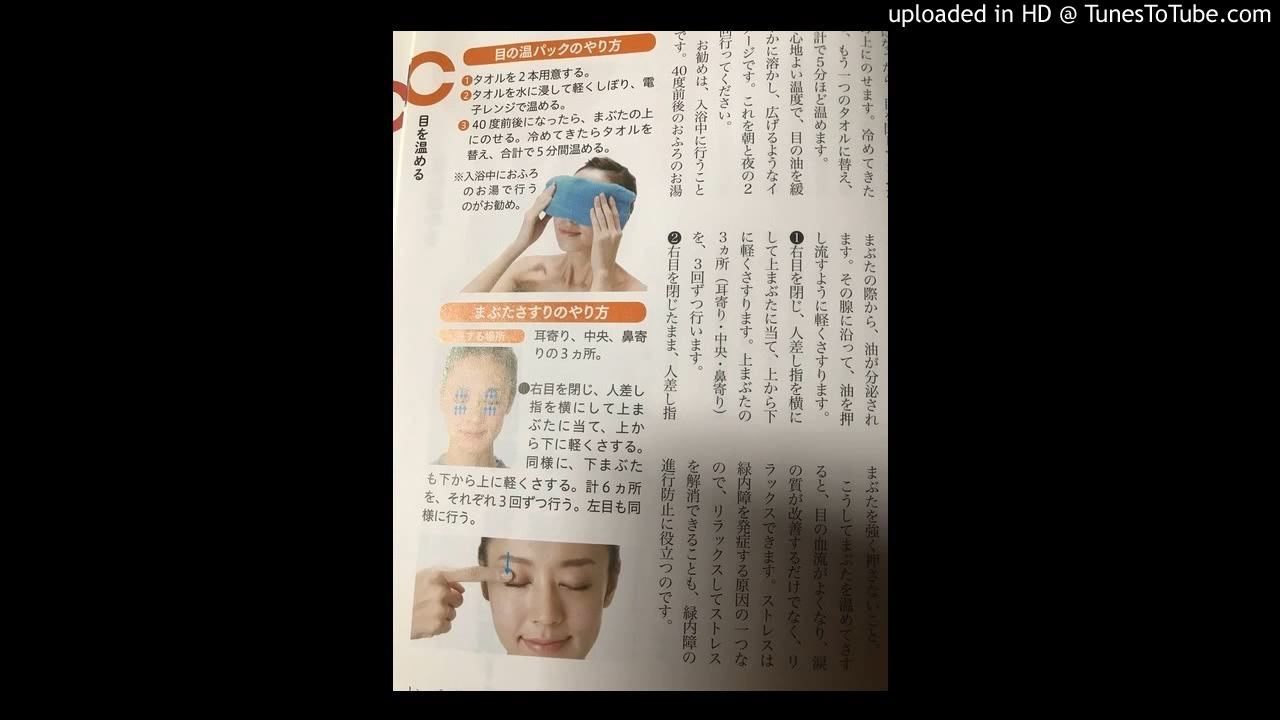 uploaded in HD @ TunesToTube.com
目を温める
目の温パックのやり方
❶タオルを2本用意する。
❷タオルを水に浸して軽くしぼり、電
子レンジで温める。
❸40度前後になったら、まぶたの上
にのせる。冷めてきたらタオルを
替え、合計で5分間温める。
※入浴中におふろ
のお湯で行う
のがお勧め。
まぶたさすりのやり方
する場所
耳寄り、中央、鼻寄
りの3ヵ所。
●右目を閉じ、人差し
指を横にして上ま
ぶたに当て、上か
ら下に軽くさする。
同様に、下まぶた
も下から上に軽くさする。計6ヵ所
を、それぞれ3回ずつ行う。左目も同
様に行う。
上にのせます。冷めてきた
、もう一つのタオルに替え、
計で5分ほど温めます。
心地よい温度で、目の油を緩
かに溶かし、広げるようなイ
ージです。これを朝と夜の2
回行ってください。
お勧めは、入浴中に行うこと
です。40度前後のおふろのお湯
まぶたの際から、油が分泌され
ます。その腺に沿って、油を押
し流すように軽くさすります。
❶右目を閉じ、人差し指を横に
して上まぶたに当て、上から下
に軽くさすります。上まぶたの
3ヵ所（耳寄り・中央・鼻寄り）
を、3回ずつ行います。
❷右目を閉じたまま、人差し指
まぶたを強く押さないこと。
こうしてまぶたを温めてさす
ると、目の血流がよくなり、涙
の質が改善するだけでなく、リ
ラックスできます。ストレスは
緑内障を発症する原因の一つな
ので、リラックスしてストレス
を解消できることも、緑内障の
進行防止に役立つのです。